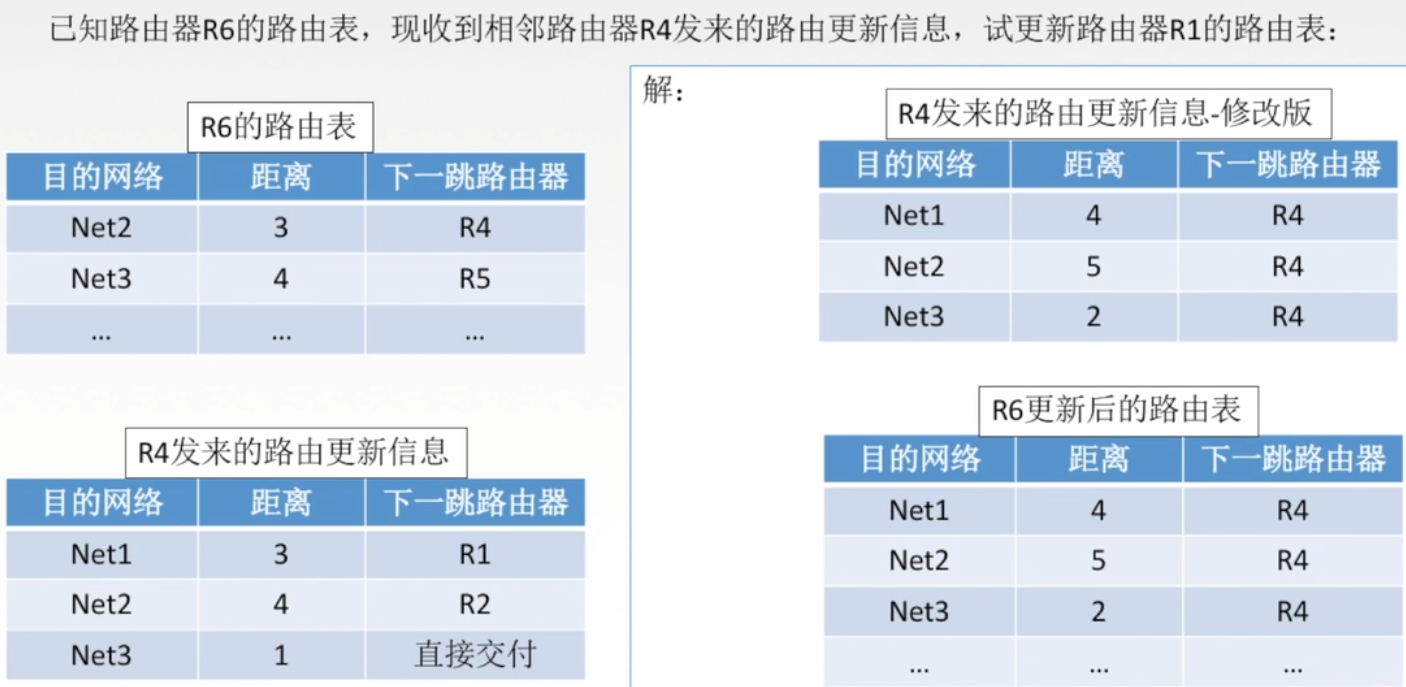 已知路由器R6的路由表，现收到相邻路由器R4发来的路由更新信息，试更新路由器R1的路由表：
R6的路由表
目的网络 距离 下一跳路由器
Net2 3 R4
Net3 4 R5
... ... ...
R4发来的路由更新信息
目的网络 距离 下一跳路由器
Net1 3 R1
Net2 4 R2
Net3 1 直接交付
解：
R4发来的路由更新信息-修改版
目的网络 距离 下一跳路由器
Net1 4 R4
Net2 5 R4
Net3 2 R4
R6更新后的路由表
目的网络 距离 下一跳路由器
Net1 4 R4
Net2 5 R4
Net3 2 R4
... ... ...